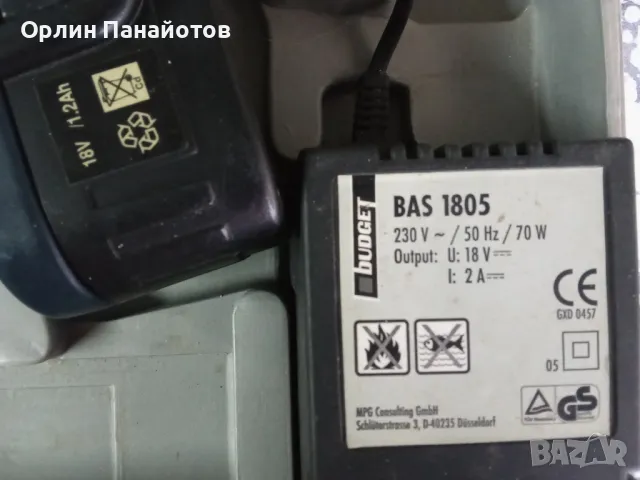 Орлин Панайотов
18V /1.2Ah
Cd
BUDGET
BAS 1805
230 V ~ / 50 Hz / 70 W
Output: U: 18 V
I: 2 A
CE
GXD 0457
05
MPG Consulting GmbH
Schlüterstrasse 3, D-40235 Düsseldorf
GS
BAZAR